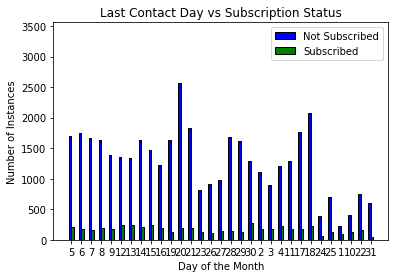 Last Contact Day vs Subscription Status
3500
3000
2500
2000
1500
1000
500
0
Number of Instances
Not Subscribed
Subscribed
5 6 7 8 9 12 13 14 15 16 19 20 21 23 26 27 28 29 30 2 3 4 11 17 18 24 25 1 10 22 31
Day of the Month